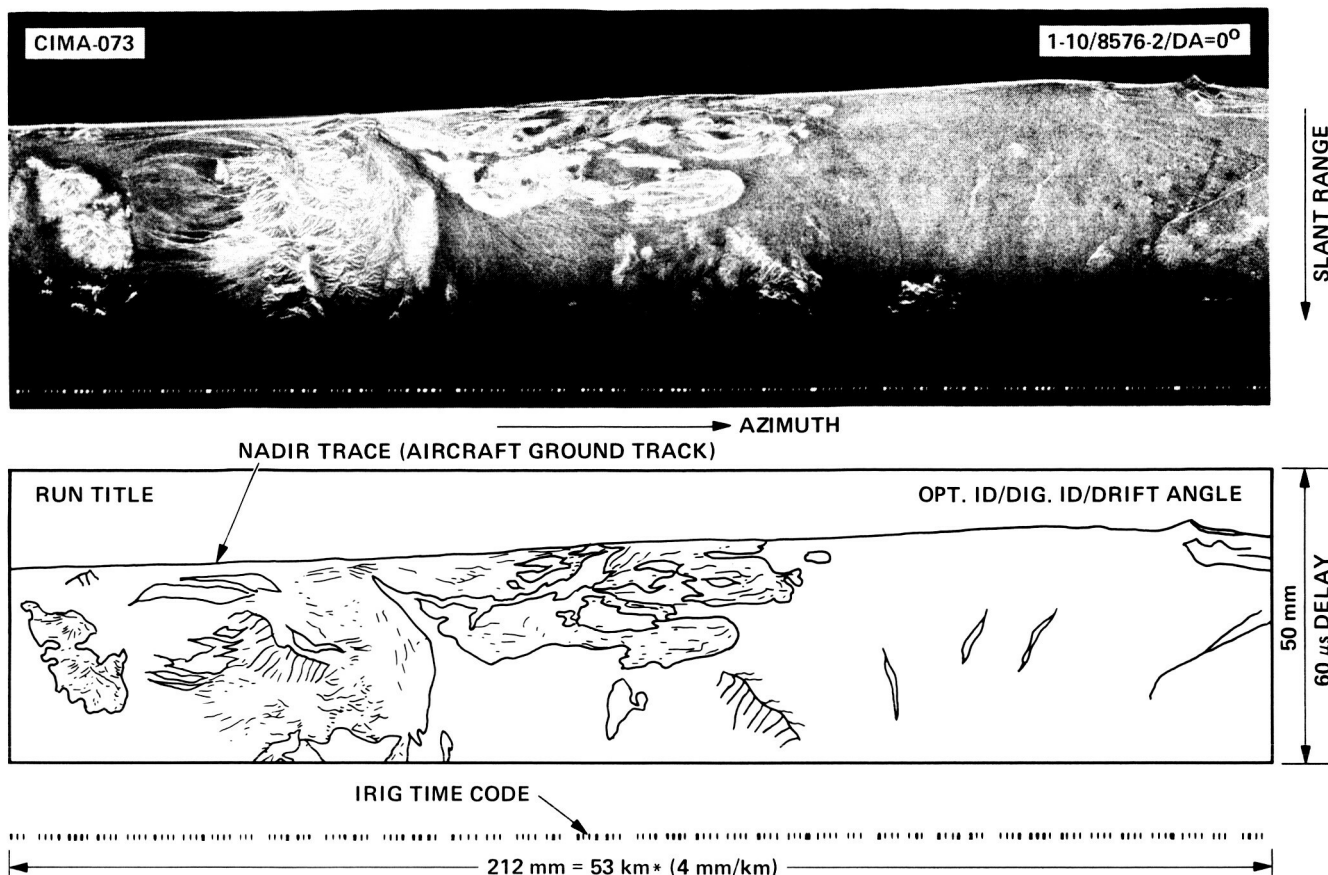 CIMA-073
1-10/8576-2/DA=0⁰
SLANT RANGE
AZIMUTH
NADIR TRACE (AIRCRAFT GROUND TRACK)
RUN TITLE
OPT. ID/DIG. ID/DRIFT ANGLE
50 mm
60 µs DELAY
IRIG TIME CODE
212 mm = 53 km* (4 mm/km)